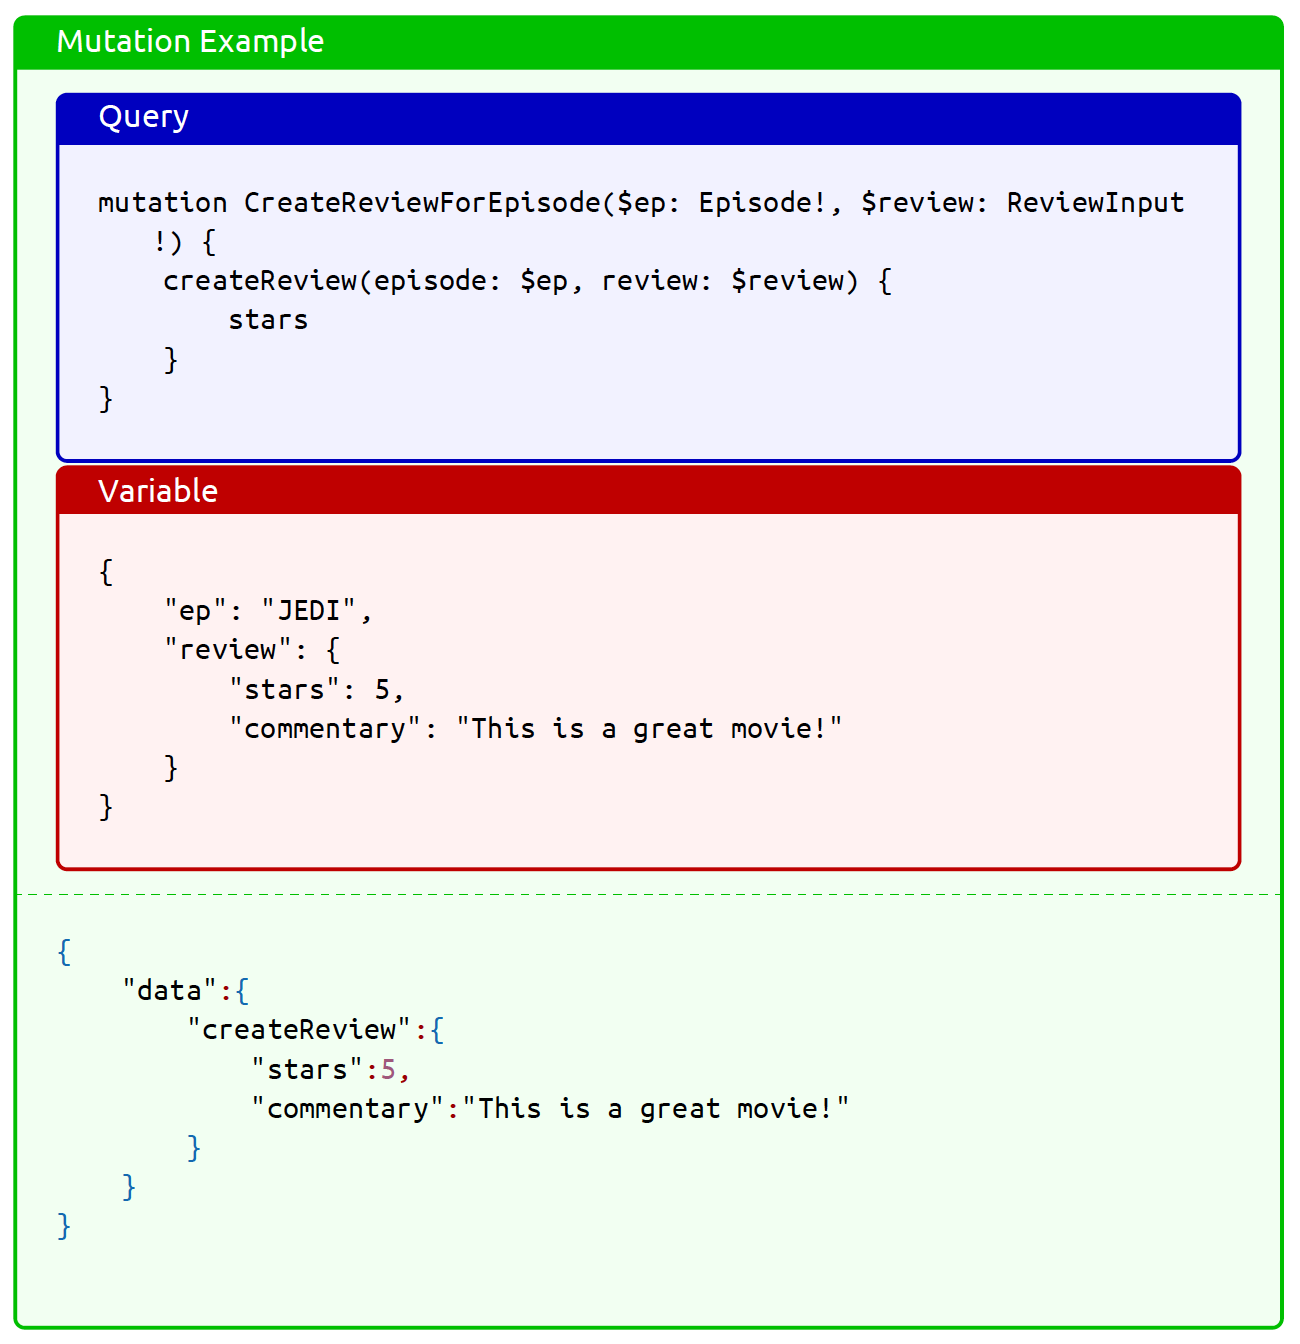 Mutation Example
Query
mutation CreateReviewForEpisode($ep: Episode!, $review: ReviewInput
!) {
createReview(episode: $ep, review: $review) {
stars
}
}
Variable
{
"ep": "JEDI",
"review": {
"stars": 5,
"commentary": "This is a great movie!"
}
}
{
"data":{
"createReview":{
"stars":5,
"commentary":"This is a great movie!"
}
}
}